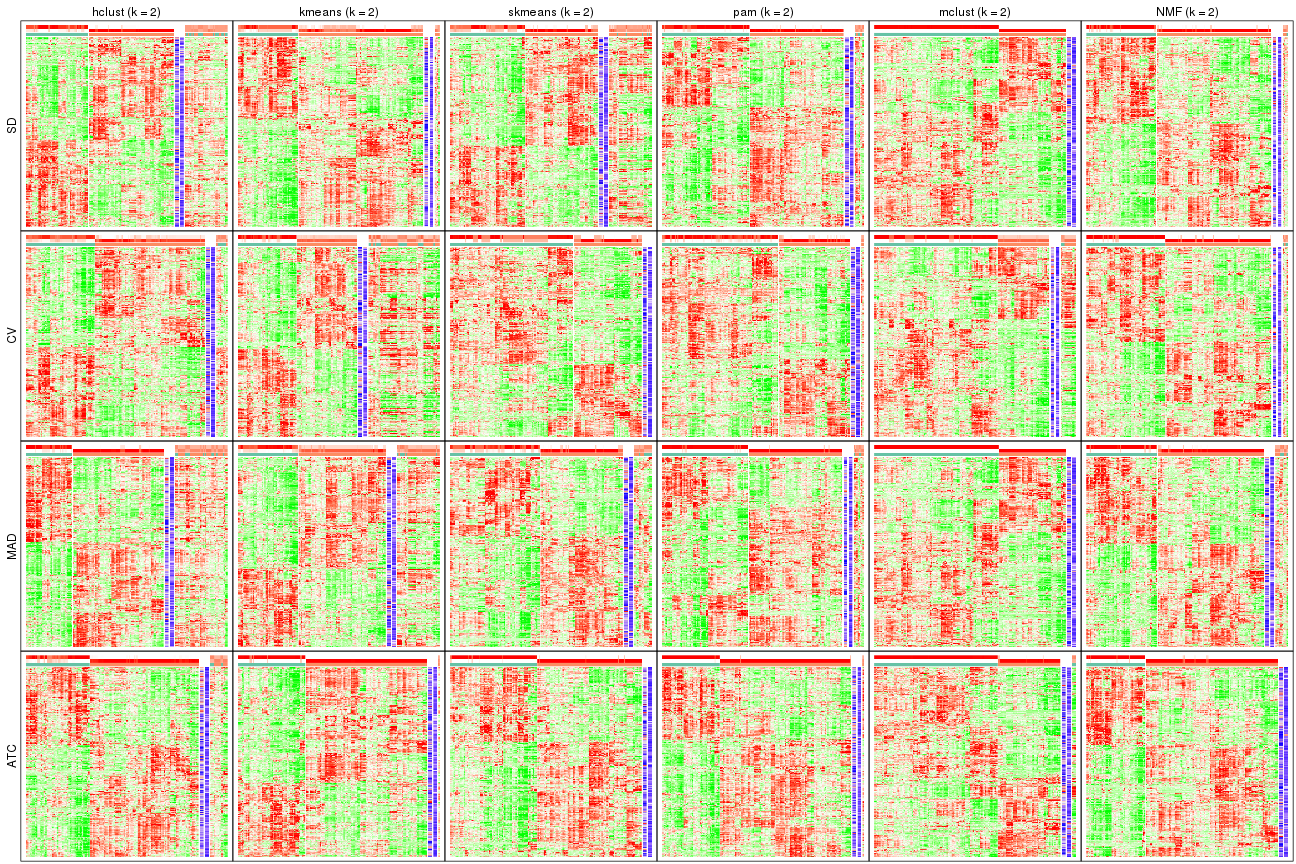 hclust (k = 2) kmeans (k = 2) skmeans (k = 2) pam (k = 2) mclust (k = 2) NMF (k = 2)
SD
CV
MAD
ATC